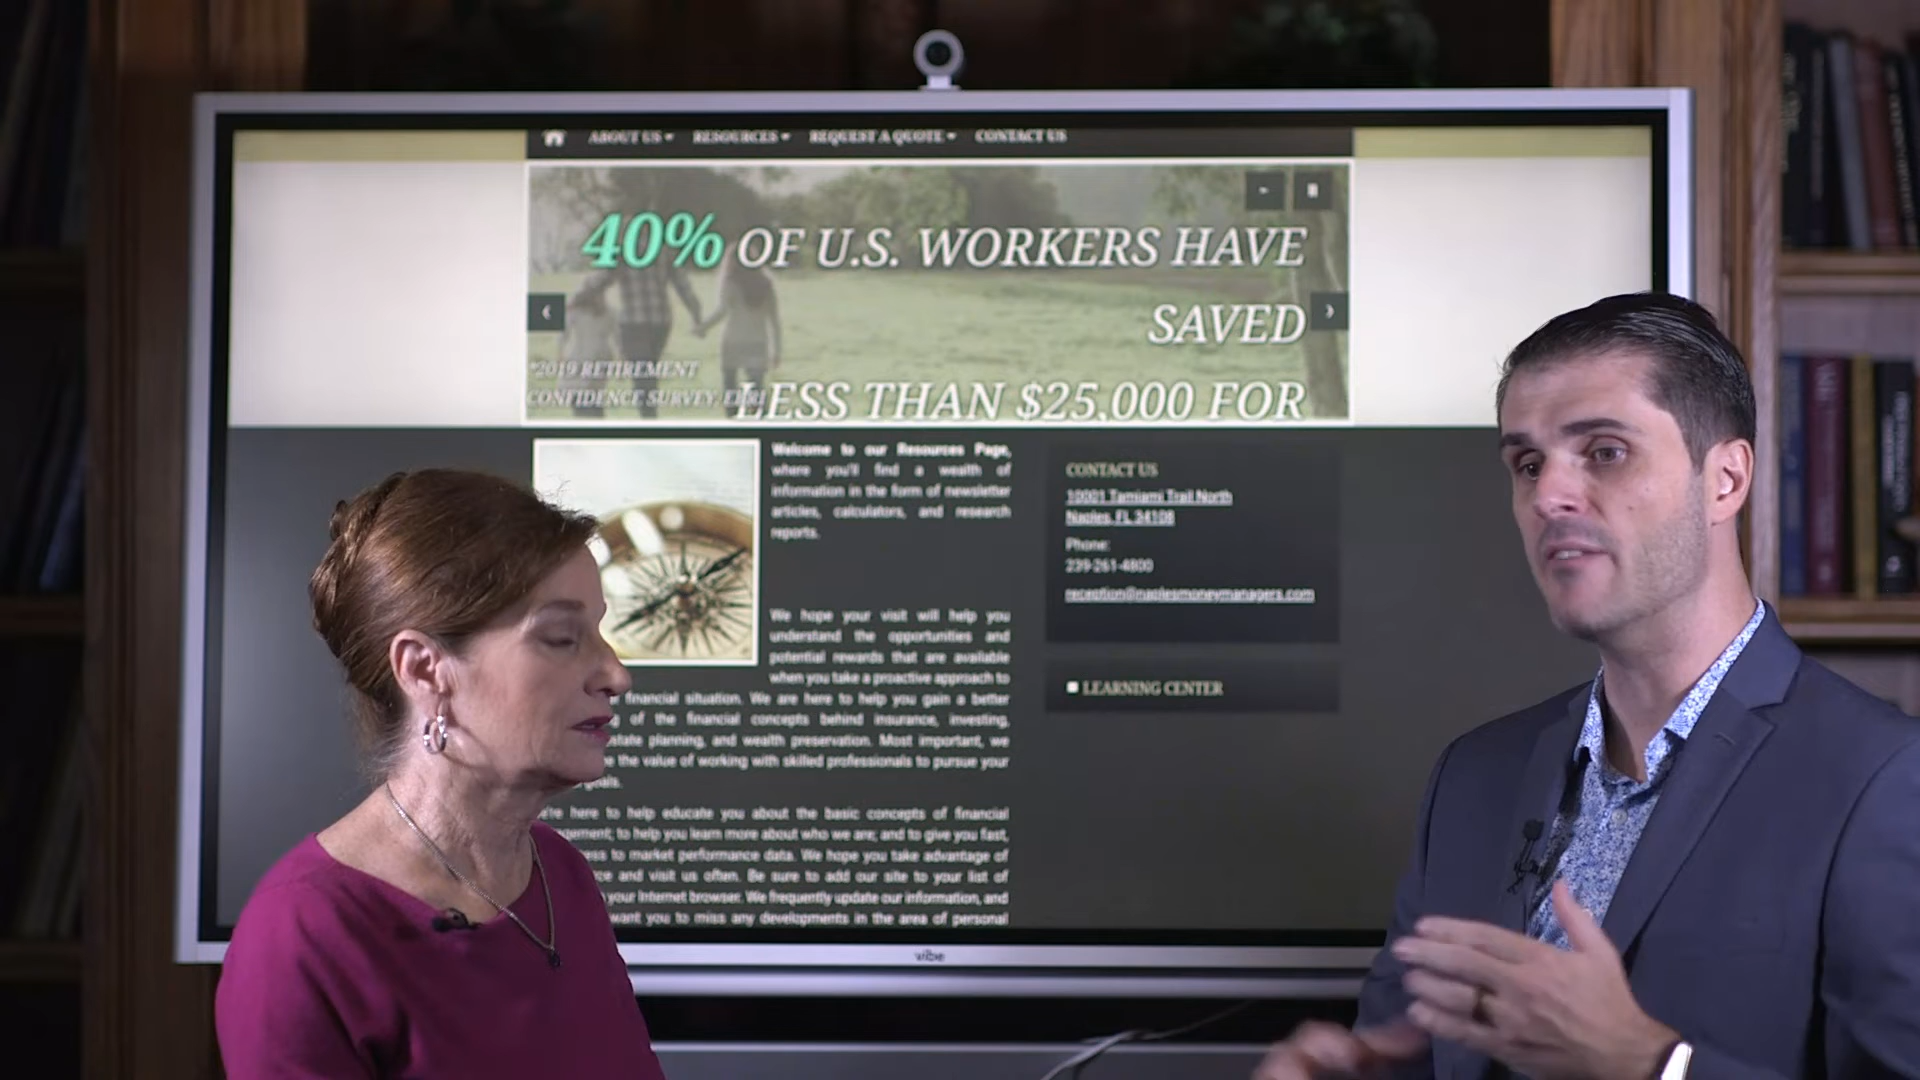 ABOUT US RESOURCES REQUEST A QUOTE CONTACT US
40% OF U.S. WORKERS HAVE
SAVED
LESS THAN $25,000 FOR
*2019 RETIREMENT
CONFIDENCE SURVEY, EBRI
Welcome to our Resources Page,
where you'll find a wealth of
information in the form of newsletter
articles, calculators, and research
reports.
We hope your visit will help you
understand the opportunities and
potential rewards that are available
when you take a proactive approach to
financial situation. We are here to help you gain a better
of the financial concepts behind insurance, investing,
estate planning, and wealth preservation. Most important, we
the value of working with skilled professionals to pursue your
goals.
We're here to help educate you about the basic concepts of financial
to help you learn more about who we are; and to give you fast,
to market performance data. We hope you take advantage of
and visit us often. Be sure to add our site to your list of
your Internet browser. We frequently update our information, and
want you to miss any developments in the area of personal
CONTACT US
10001 Tamiami Trail North
Naples, FL 34108
Phone:
239-261-4800
reception@naplesmoneymanagers.com
LEARNING CENTER
vibe